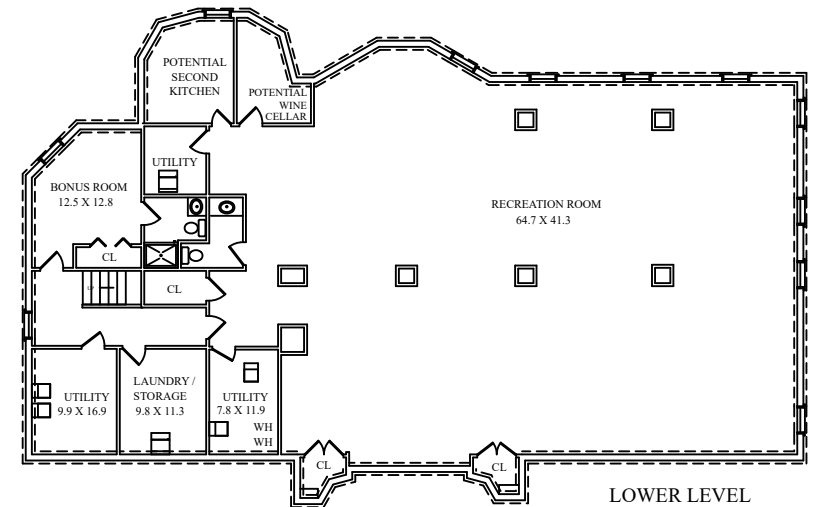 POTENTIAL
SECOND
KITCHEN
POTENTIAL
WINE
CELLAR
UTILITY
BONUS ROOM
12.5 X 12.8
RECREATION ROOM
64.7 X 41.3
CL
UP
CL
UTILITY
9.9 X 16.9
LAUNDRY /
STORAGE
9.8 X 11.3
UTILITY
7.8 X 11.9
WH
WH
CL
CL
LOWER LEVEL